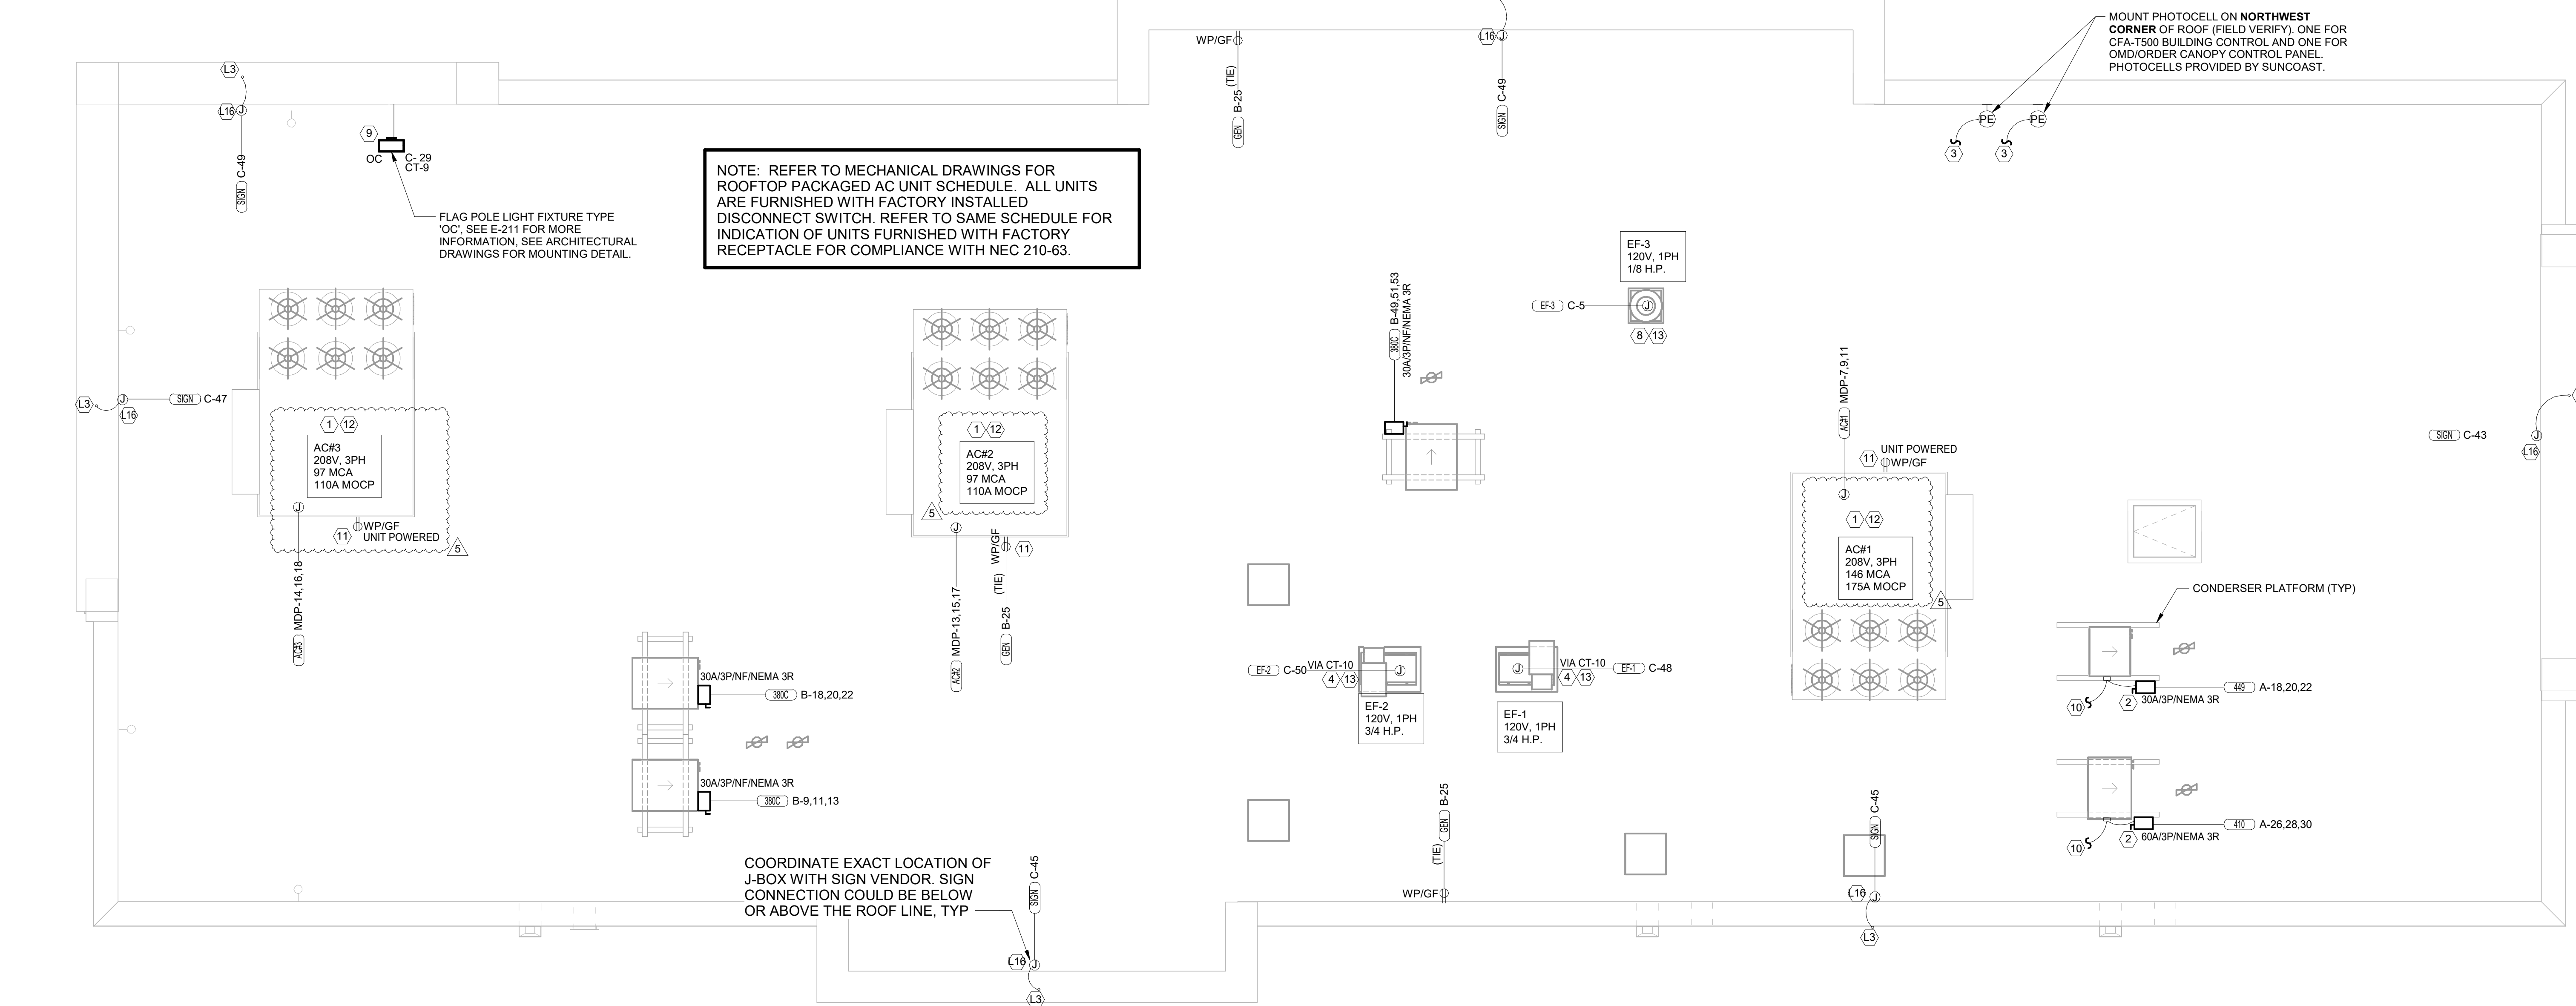 MOUNT PHOTOCELL ON NORTHWEST
CORNER OF ROOF (FIELD VERIFY). ONE FOR
CFA-T500 BUILDING CONTROL AND ONE FOR
OMD/ORDER CANOPY CONTROL PANEL.
PHOTOCELLS PROVIDED BY SUNCOAST.
L3
L16 J
SIGN C-49
9
OC
C- 29
CT-9
FLAG POLE LIGHT FIXTURE TYPE
'OC', SEE E-211 FOR MORE
INFORMATION, SEE ARCHITECTURAL
DRAWINGS FOR MOUNTING DETAIL.
NOTE: REFER TO MECHANICAL DRAWINGS FOR
ROOFTOP PACKAGED AC UNIT SCHEDULE. ALL UNITS
ARE FURNISHED WITH FACTORY INSTALLED
DISCONNECT SWITCH. REFER TO SAME SCHEDULE FOR
INDICATION OF UNITS FURNISHED WITH FACTORY
RECEPTACLE FOR COMPLIANCE WITH NEC 210-63.
WP/GF
GEN B-25 (TIE)
L16 J
SIGN C-49
PE
PE
3
3
EF-3
120V, 1PH
1/8 H.P.
EF-3 C-5
J
8 13
380C B-49,51,53
30A/3P/NF/NEMA 3R
L3
J
L16
SIGN C-47
1 12
AC#3
208V, 3PH
97 MCA
110A MOCP
J
WP/GF
UNIT POWERED
11
5
AC#3 MDP-14,16,18
1 12
AC#2
208V, 3PH
97 MCA
110A MOCP
5
J
11
AC#2 MDP-13,15,17
GEN B-25 (TIE) WP/GF
AC#1 MDP-7,9,11
UNIT POWERED
11
WP/GF
J
1 12
AC#1
208V, 3PH
146 MCA
175A MOCP
5
SIGN C-43
J
L16
CONDERSER PLATFORM (TYP)
449 A-18,20,22
10
2
30A/3P/NEMA 3R
410 A-26,28,30
10
2
60A/3P/NEMA 3R
30A/3P/NF/NEMA 3R
380C B-18,20,22
30A/3P/NF/NEMA 3R
380C B-9,11,13
EF-2 C-50
VIA CT-10
4 13
J
EF-2
120V, 1PH
3/4 H.P.
J
VIA CT-10
4 13
EF-1 C-48
EF-1
120V, 1PH
3/4 H.P.
COORDINATE EXACT LOCATION OF
J-BOX WITH SIGN VENDOR. SIGN
CONNECTION COULD BE BELOW
OR ABOVE THE ROOF LINE, TYP
SIGN C-45
L16 J
L3
(TIE) GEN B-25
WP/GF
SIGN C-45
L16 J
L3